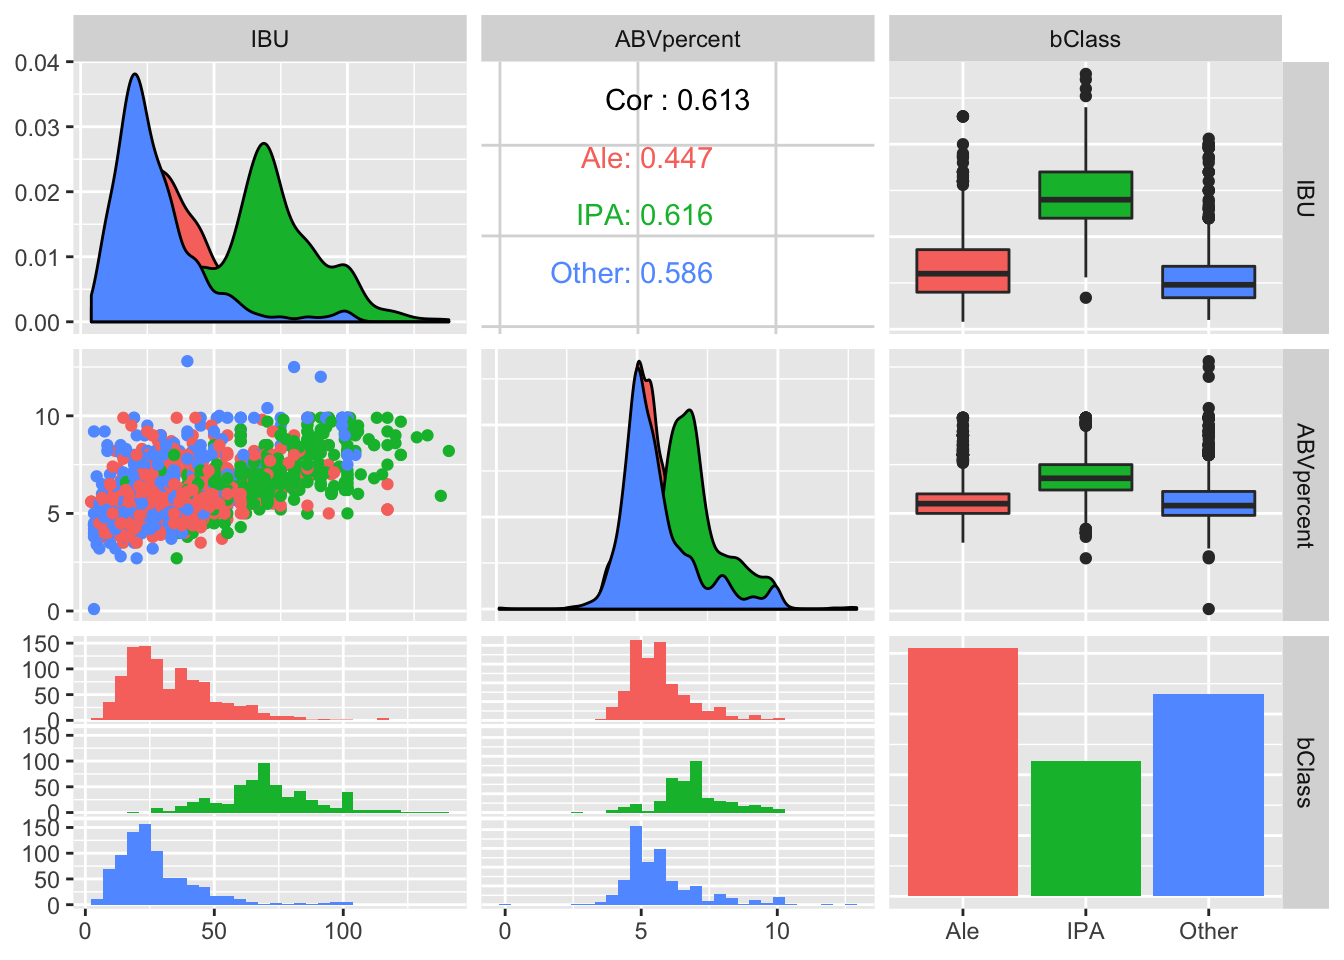 IBU
ABVpercent
bClass
0.04
0.03
0.02
0.01
0.00
Cor : 0.613
Ale: 0.447
IPA: 0.616
Other: 0.586
IBU
10
5
0
ABVpercent
150
100
50
0
150
100
50
0
150
100
50
0
bClass
0 50 100
0 5 10
Ale IPA Other